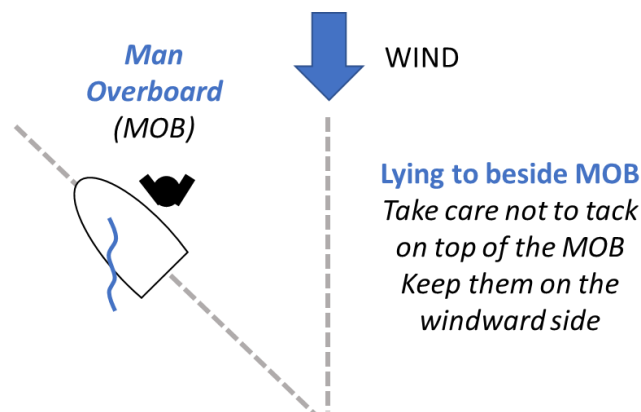 Man
Overboard
(MOB)
WIND
Lying to beside MOB
Take care not to tack
on top of the MOB
Keep them on the
windward side